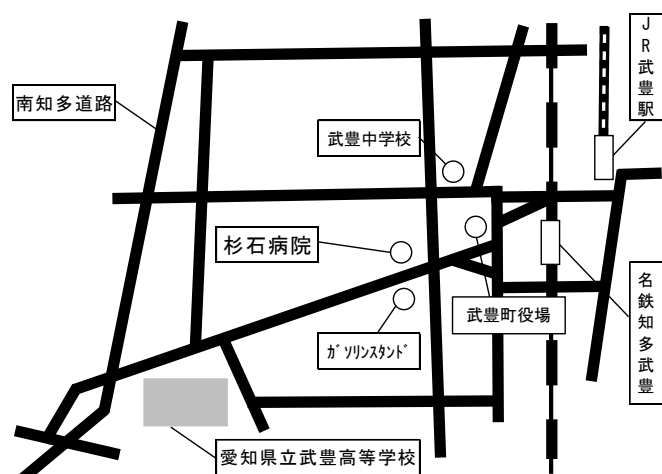 JR武豊駅
南知多道路
武豊中学校
杉石病院
武豊町役場
名鉄知多武豊
ｶﾞｿﾘﾝｽﾀﾝﾄﾞ
愛知県立武豊高等学校